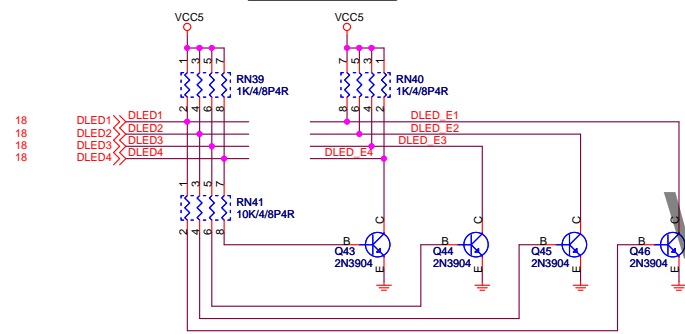 VCC5 VCC5
1 3 5 7 7 5 3 1
RN39 RN40
1K/4/8P4R 1K/4/8P4R
2 4 6 8 8 6 4 2
18 DLED1 DLED1 DLED_E1
18 DLED2 DLED2 DLED_E2
18 DLED3 DLED3 DLED_E3
18 DLED4 DLED4 DLED_E4
1 3 5 7
RN41
10K/4/8P4R
2 4 6 8
C C C C
B B B B
Q43 Q44 Q45 Q46
2N3904 2N3904 2N3904 2N3904
E E E E